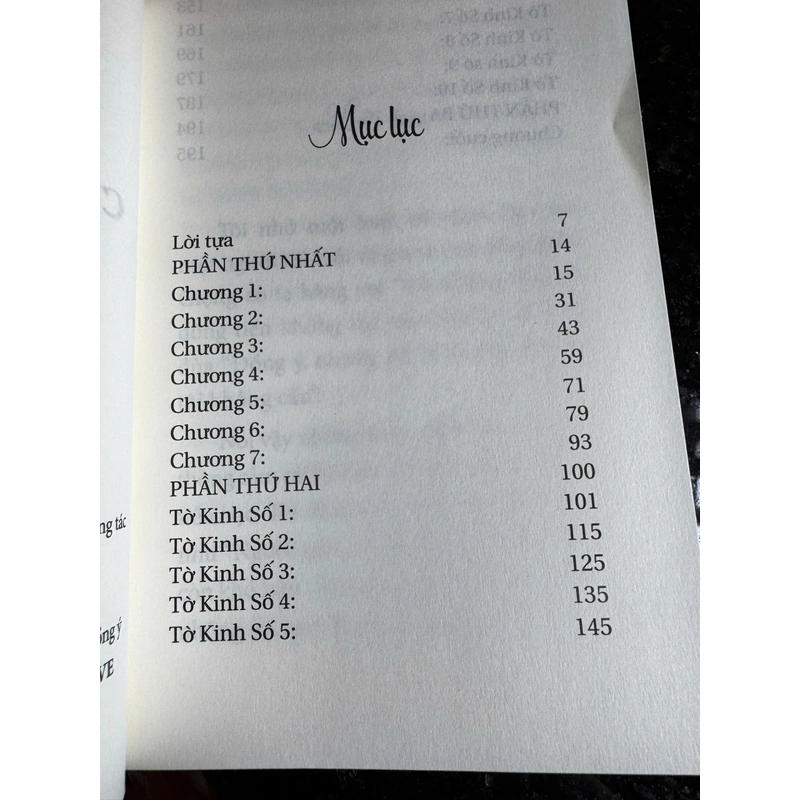 Mục lục
Lời tựa 7
PHẦN THỨ NHẤT 14
Chương 1: 15
Chương 2: 31
Chương 3: 43
Chương 4: 59
Chương 5: 71
Chương 6: 79
Chương 7: 93
PHẦN THỨ HAI 100
Tờ Kinh Số 1: 101
Tờ Kinh Số 2: 115
Tờ Kinh Số 3: 125
Tờ Kinh Số 4: 135
Tờ Kinh Số 5: 145
tác
ý
VE